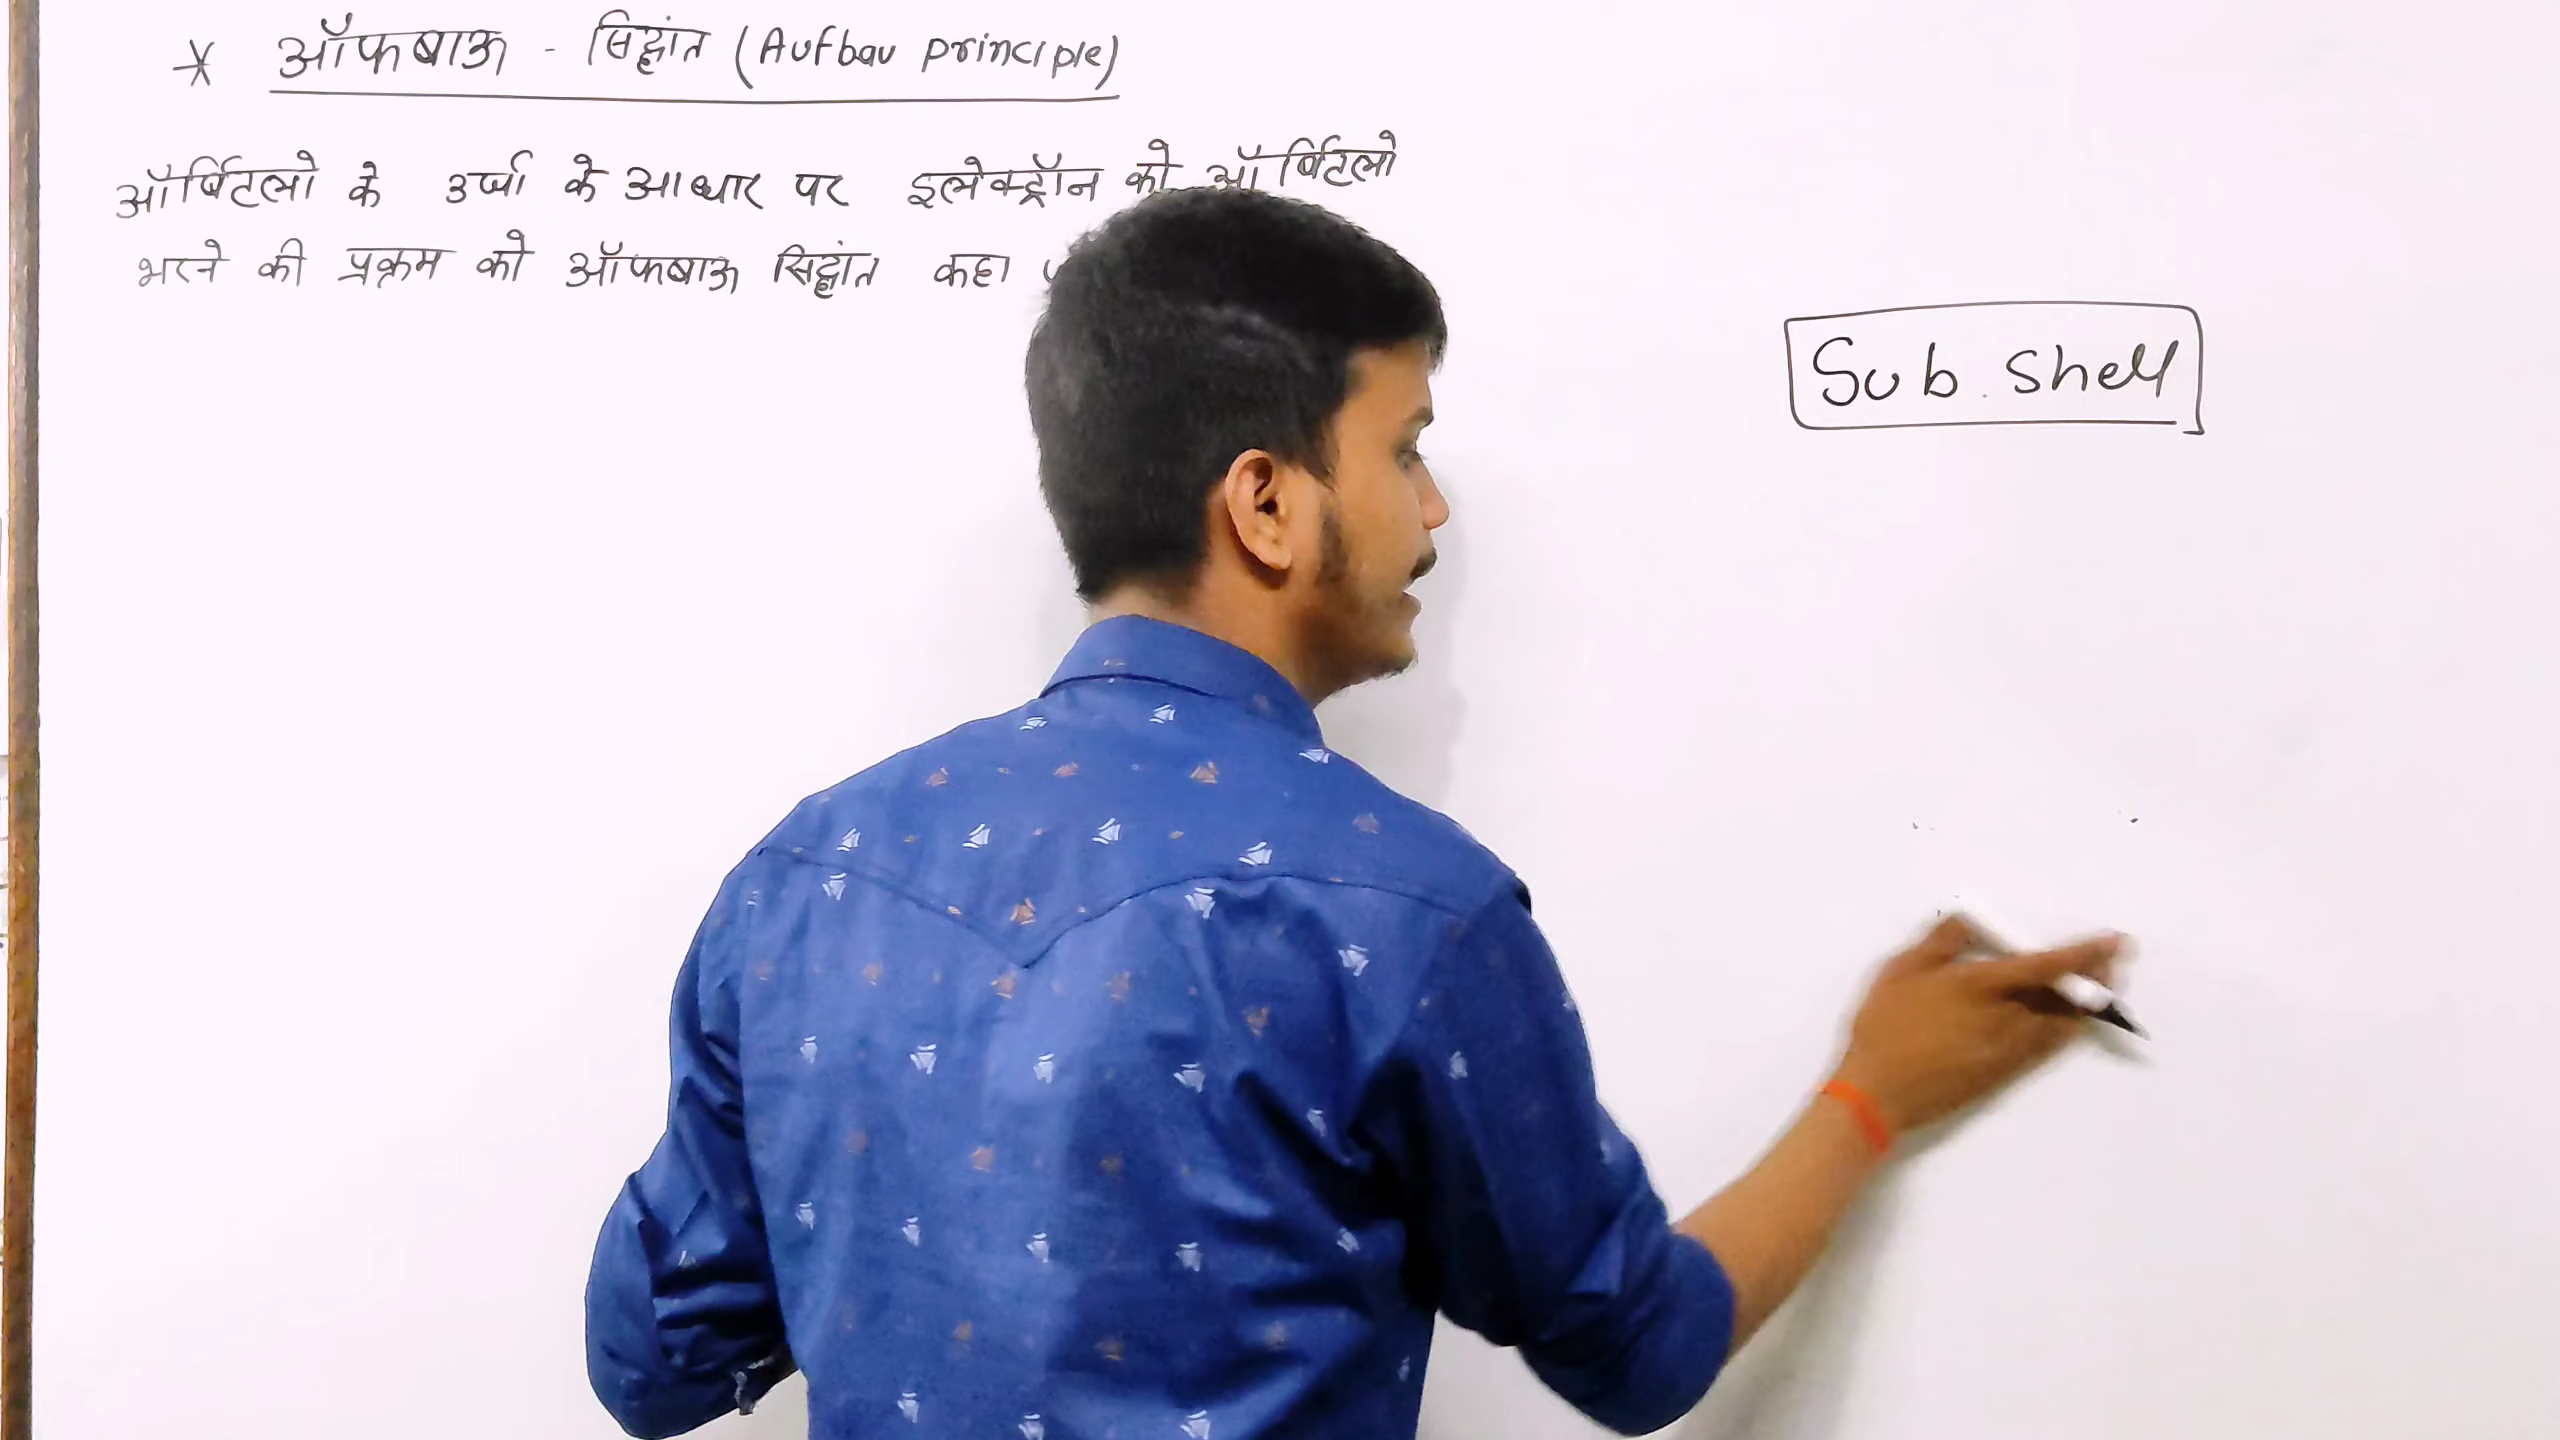 * ऑफबाऊ - सिद्धांत (Aufbau principle)
ऑर्बिटलो के उर्जा के आधार पर इलेक्ट्रॉन को ऑर्बिटलो
भरने की प्रक्रम को ऑफबाऊ सिद्धांत कहा
Sub. Shell